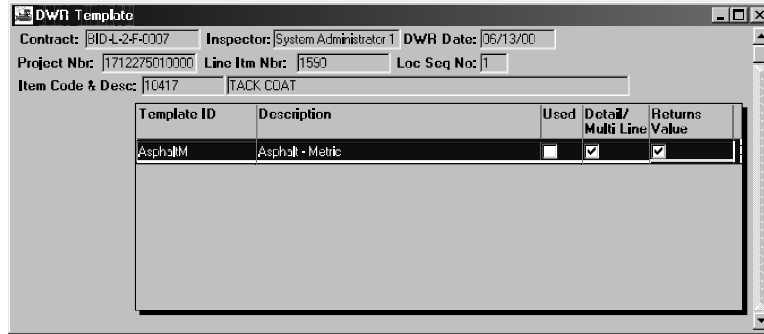 DWR Template
Contract: BID-L-2-F-0007 Inspector: System Administrator 1 DWR Date: 06/13/00
Project Nbr: 1712275010000 Line Itm Nbr: 1590 Loc Seq No: 1
Item Code & Desc: 10417 TACK COAT
Template ID Description Used Detail/ Returns
Multi Line Value
AsphaltM Asphalt - Metric